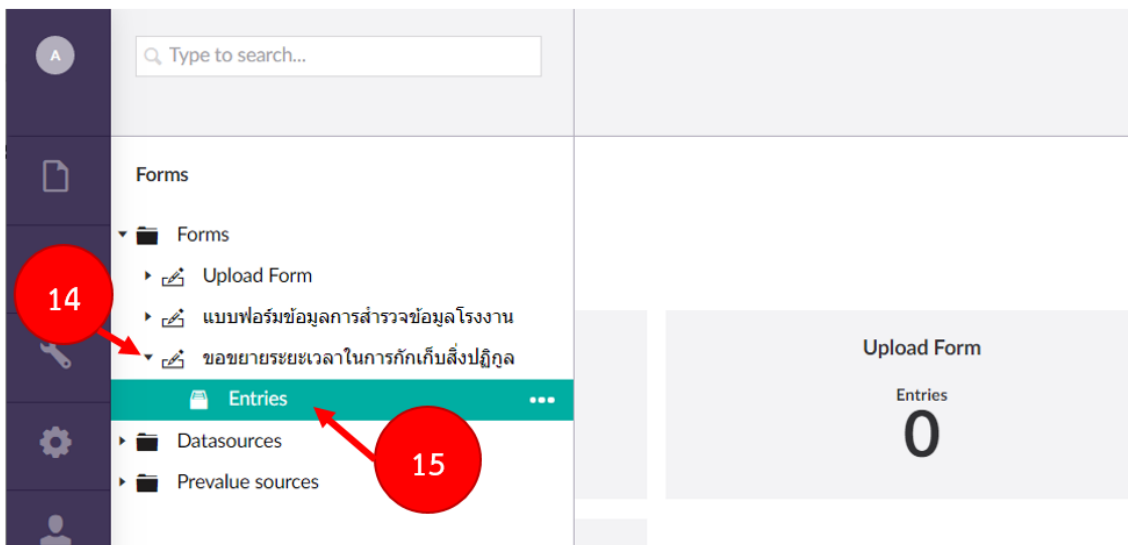 A
Type to search...
Forms
Forms
Upload Form
แบบฟอร์มข้อมูลการสำรวจข้อมูลโรงงาน
ขอขยายระยะเวลาในการกักเก็บสิ่งปฏิกูล
Entries
Datasources
Prevalue sources
14
15
Upload Form
Entries
0